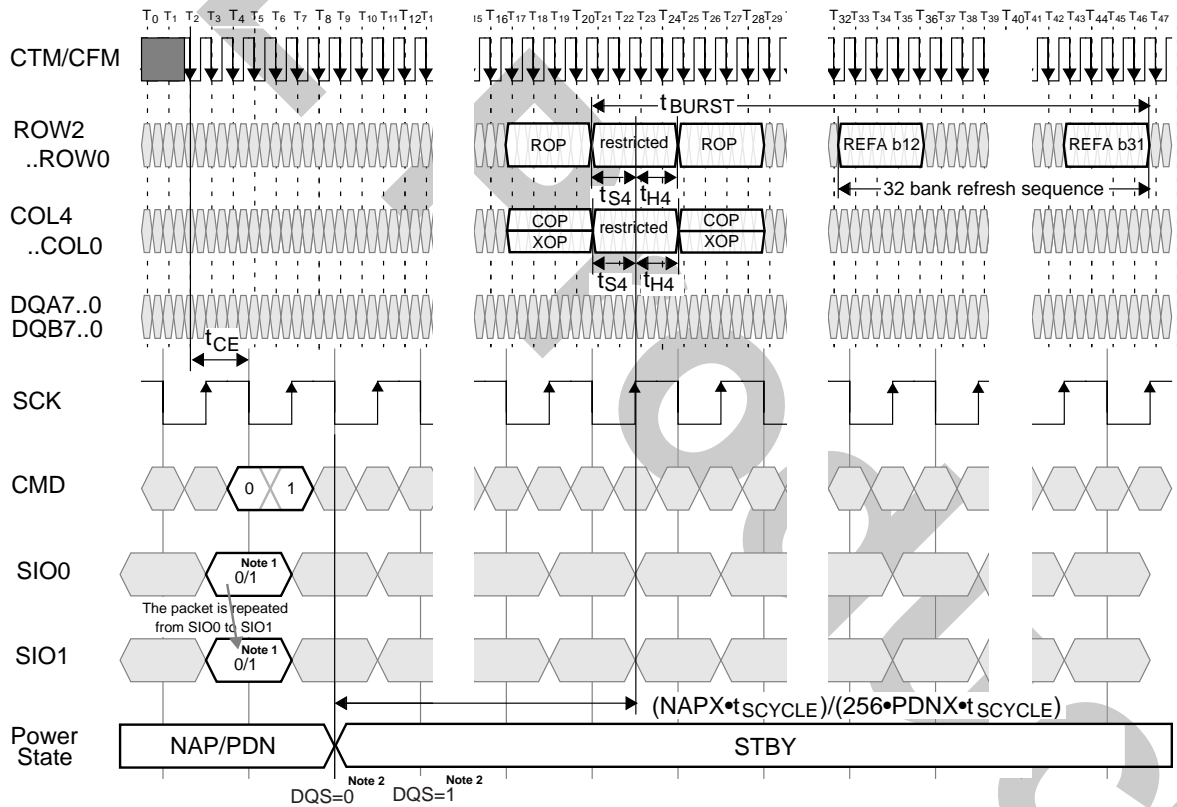 T0 T1 T2 T3 T4 T5 T6 T7 T8 T9 T10 T11 T12 T1 15 T16 T17 T18 T19 T20 T21 T22 T23 T24 T25 T26 T27 T28 T29 T32 T33 T34 T35 T36 T37 T38 T39 T40 T41 T42 T43 T44 T45 T46 T47
CTM/CFM
tBURST
ROW2
..ROW0
ROP restricted ROP REFA b12 REFA b31
tS4 tH4
32 bank refresh sequence
COL4
..COL0
COP restricted COP
XOP XOP
tS4 tH4
DQA7..0
DQB7..0
tCE
SCK
CMD
0 1
SIO0
Note 1
0/1
The packet is repeated
from SIO0 to SIO1
SIO1
Note 1
0/1
(NAPX•tSCYCLE)/(256•PDNX•tSCYCLE)
Power
State
NAP/PDN STBY
DQS=0 Note 2 DQS=1 Note 2